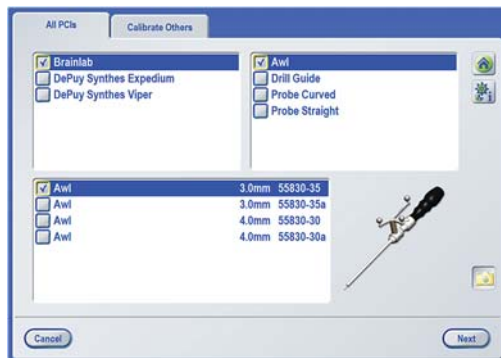 All PCIs
Calibrate Others
Brainlab
DePuy Synthes Expedium
DePuy Synthes Viper
Awl
Drill Guide
Probe Curved
Probe Straight
Awl 3.0mm 55830-35
Awl 3.0mm 55830-35a
Awl 4.0mm 55830-30
Awl 4.0mm 55830-30a
Cancel
Next